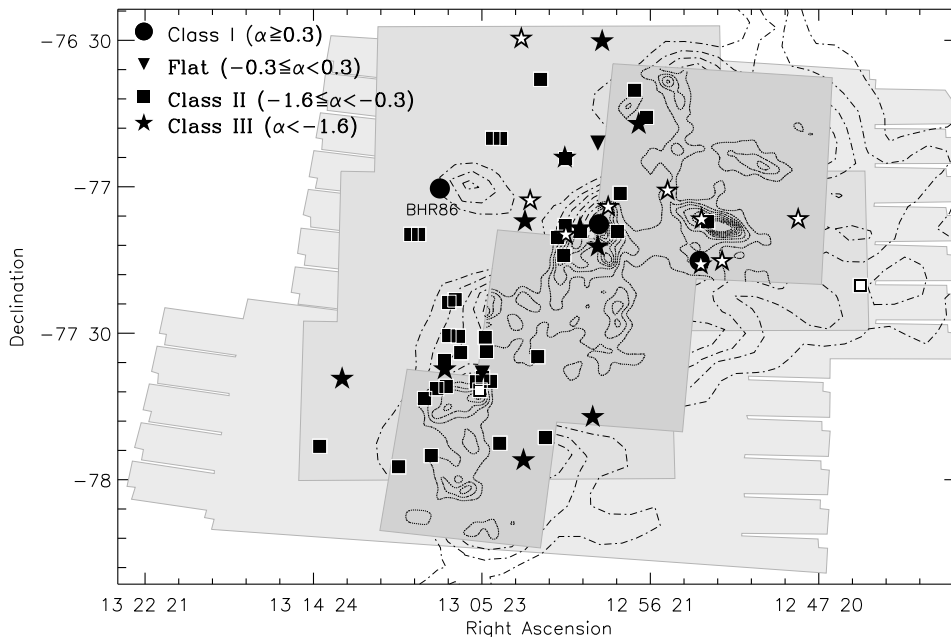 Class I (α≧0.3)
Flat (−0.3≦α<0.3)
Class II (−1.6≦α<−0.3)
Class III (α<−1.6)
−76 30
−77
−77 30
−78
Declination
BHR86
13 22 21
13 14 24
13 05 23
12 56 21
12 47 20
Right Ascension